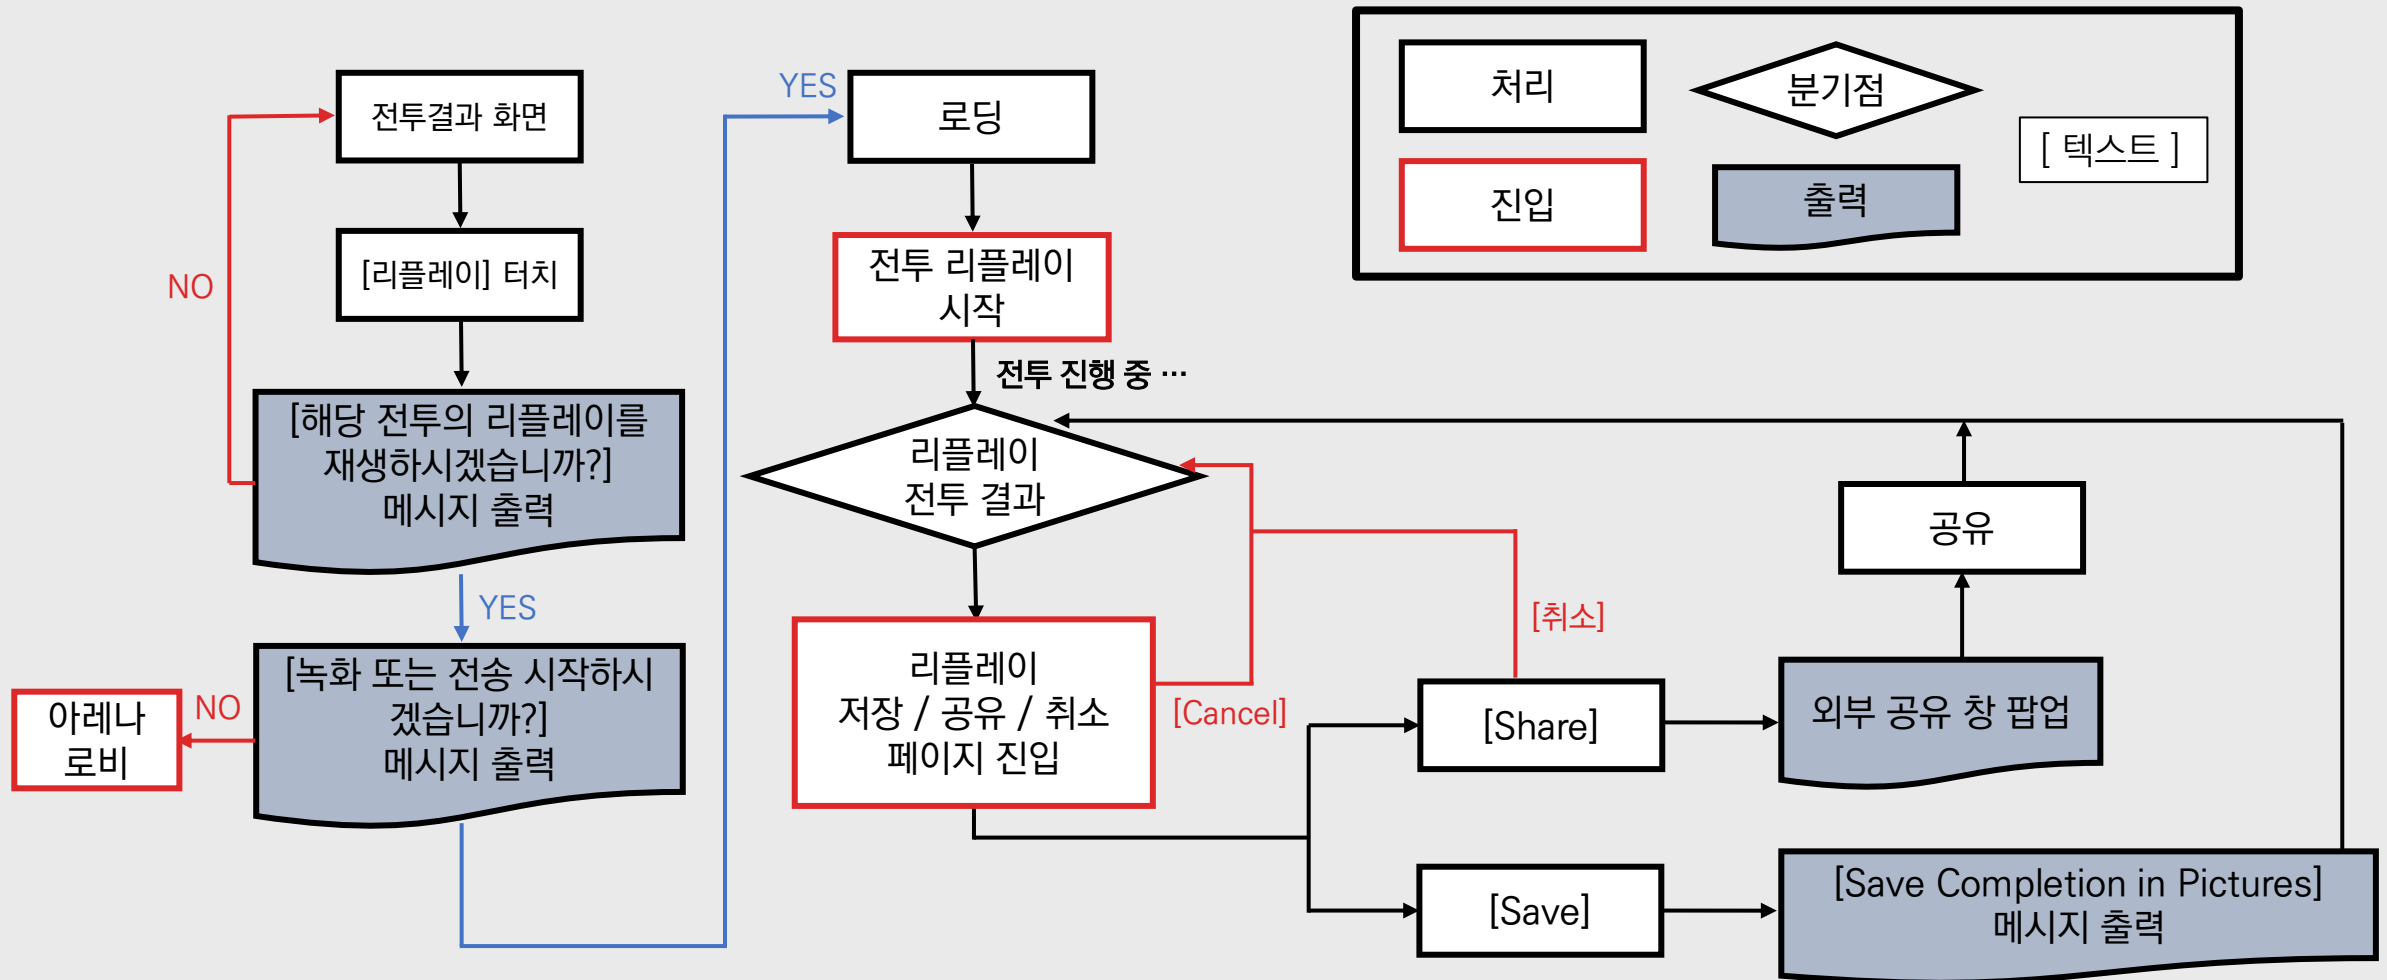 전투결과 화면
[리플레이] 터치
NO
[해당 전투의 리플레이를
재생하시겠습니까?]
메시지 출력
YES
[녹화 또는 전송 시작하시
겠습니까?]
메시지 출력
NO
아레나
로비
YES
로딩
전투 리플레이
시작
전투 진행 중 ···
리플레이
전투 결과
리플레이
저장 / 공유 / 취소
페이지 진입
[Cancel]
[취소]
[Share]
외부 공유 창 팝업
공유
[Save]
[Save Completion in Pictures]
메시지 출력
처리
분기점
진입
출력
[ 텍스트 ]